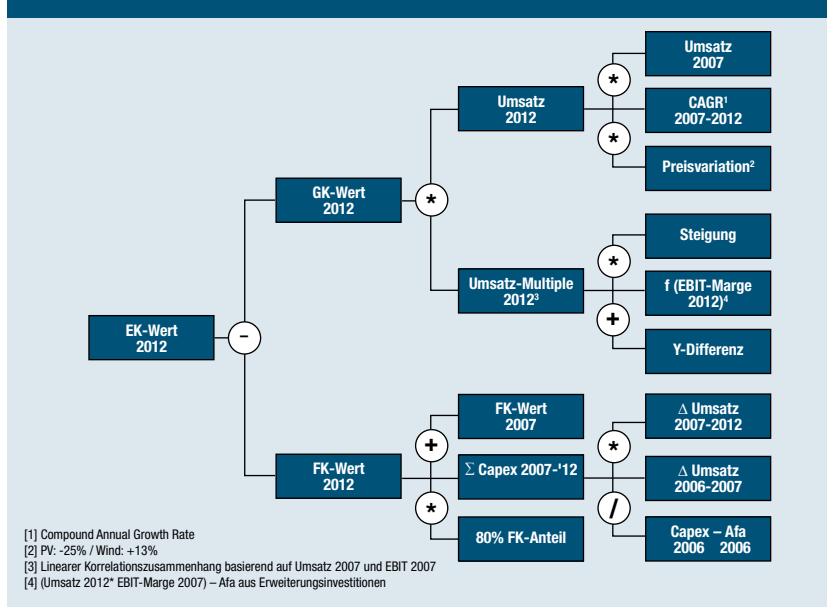 Umsatz
2007
*
Umsatz
2012
CAGR¹
2007-2012
*
Preisvariation²
GK-Wert
2012
*
Steigung
*
Umsatz-Multiple
2012³
f (EBIT-Marge
2012)⁴
+
Y-Differenz
EK-Wert
2012
–
FK-Wert
2007
+
Δ Umsatz
2007-2012
*
FK-Wert
2012
Σ Capex 2007-'12
Δ Umsatz
2006-2007
*
/
80% FK-Anteil
Capex – Afa
2006 2006
[1] Compound Annual Growth Rate
[2] PV: -25% / Wind: +13%
[3] Linearer Korrelationszusammenhang basierend auf Umsatz 2007 und EBIT 2007
[4] (Umsatz 2012* EBIT-Marge 2007) – Afa aus Erweiterungsinvestitionen